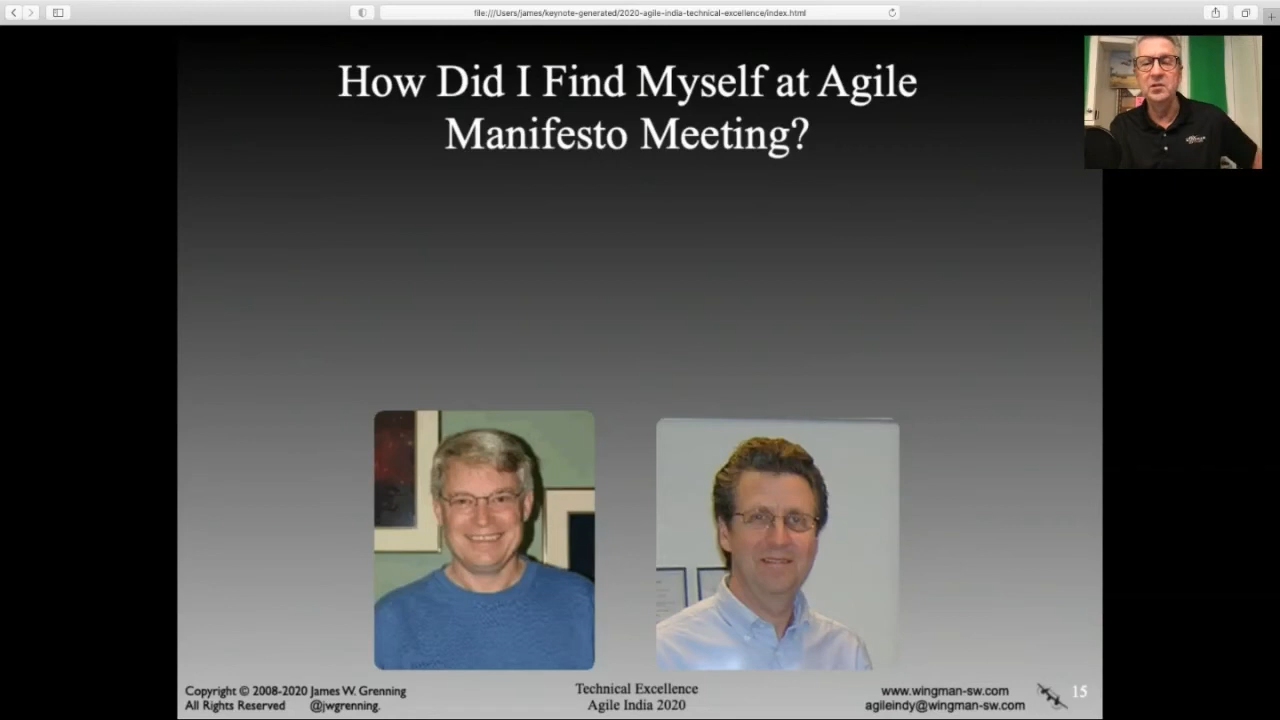 file:///Users/james/keynote-generated/2020-agile-india-technical-excellence/index.html
How Did I Find Myself at Agile
Manifesto Meeting?
Copyright © 2008-2020 James W. Grenning
All Rights Reserved @jwgrenning.
Technical Excellence
Agile India 2020
www.wingman-sw.com
agileindy@wingman-sw.com
15